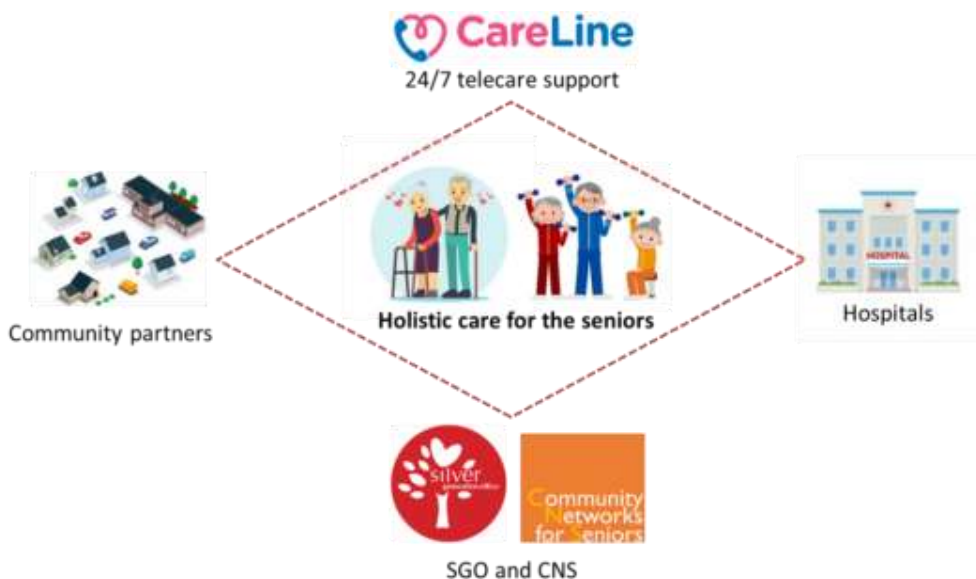 CareLine
24/7 telecare support
HOSPITAL
Community partners
Holistic care for the seniors
Hospitals
silver
Community
Networks
for Seniors
SGO and CNS